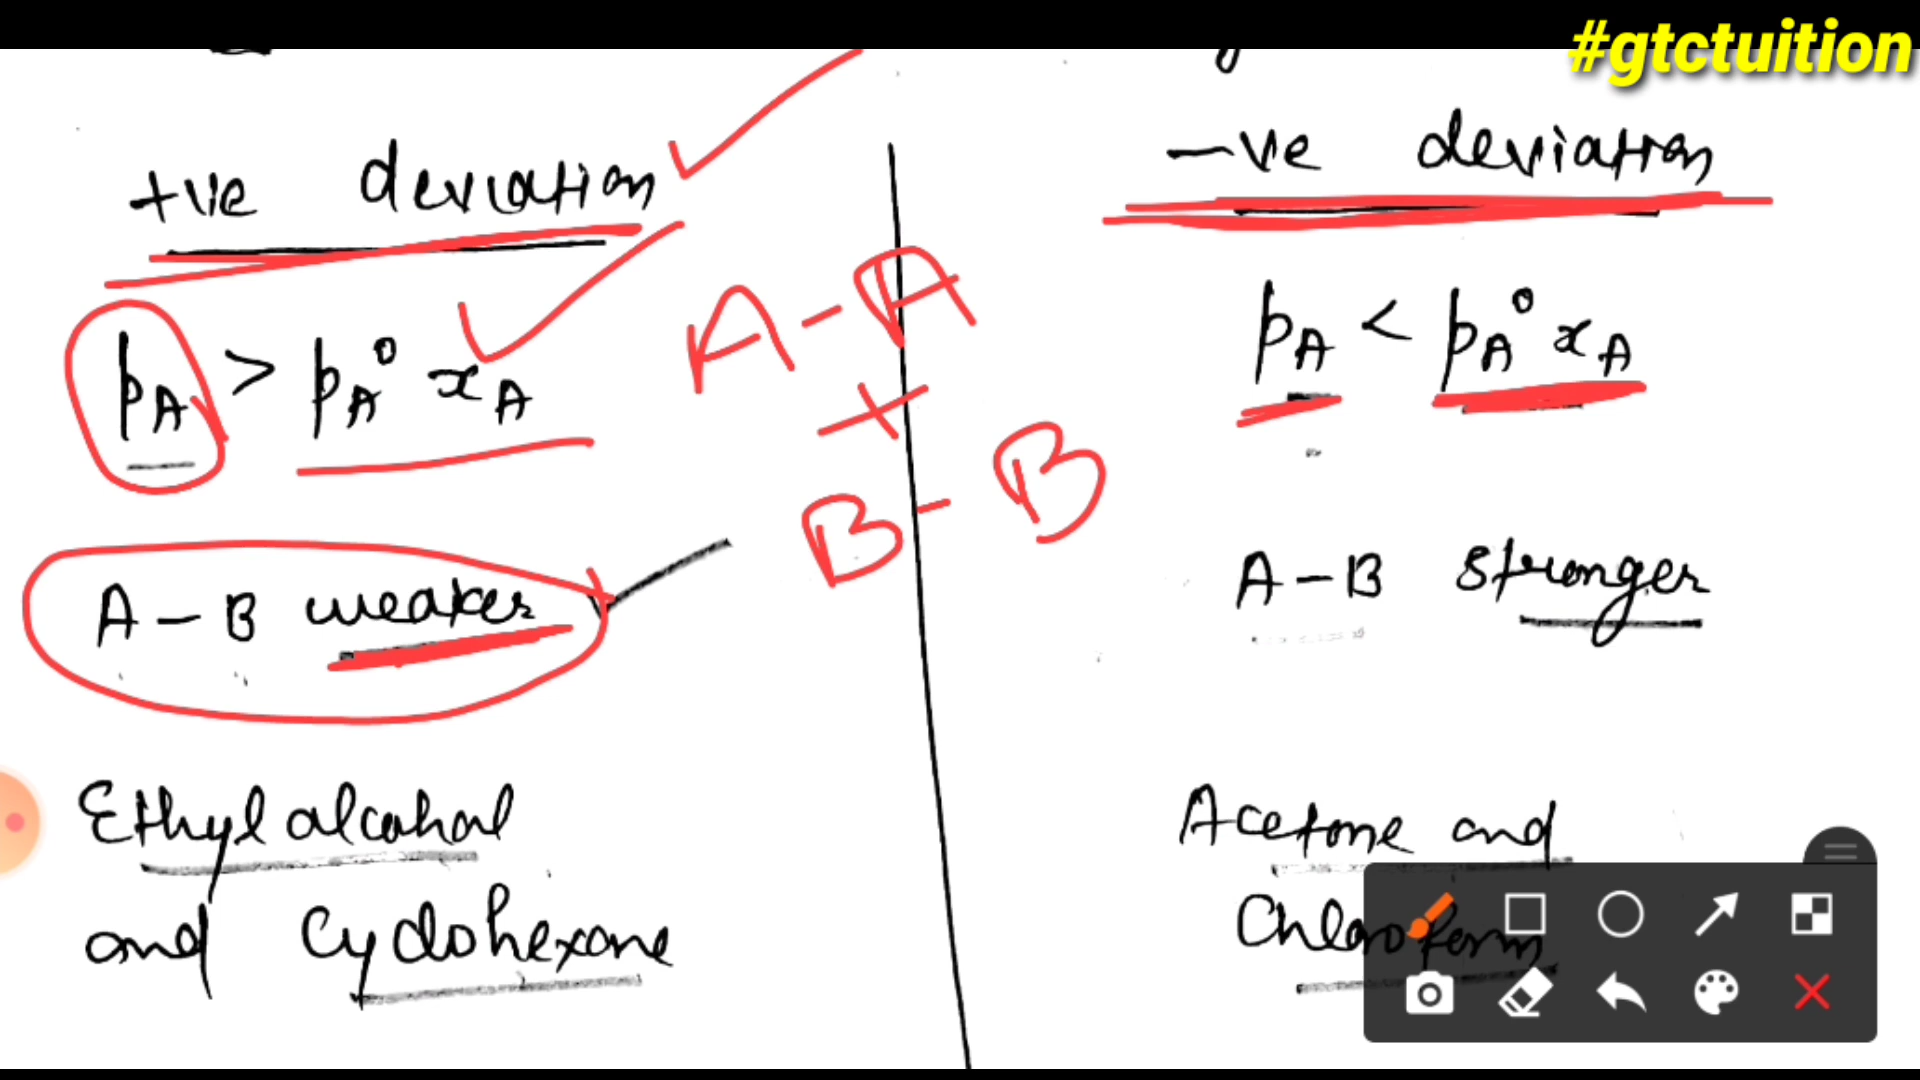 #gtctuition
+ve deviation
pA > pA° xA
A - B weaker
Ethyl alcohol
and Cyclohexane
A - A
+
B - B
-ve deviation
pA < pA° xA
A - B stronger
Acetone and
Chloroform